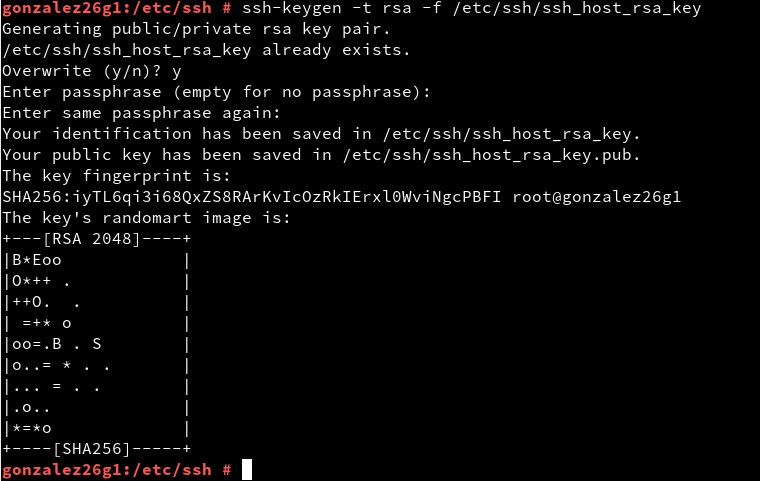 gonzalez26g1:/etc/ssh # ssh-keygen -t rsa -f /etc/ssh/ssh_host_rsa_key
Generating public/private rsa key pair.
/etc/ssh/ssh_host_rsa_key already exists.
Overwrite (y/n)? y
Enter passphrase (empty for no passphrase):
Enter same passphrase again:
Your identification has been saved in /etc/ssh/ssh_host_rsa_key.
Your public key has been saved in /etc/ssh/ssh_host_rsa_key.pub.
The key fingerprint is:
SHA256:iyTL6qi3i68QxZS8RArKvIcOzRkIErxl0WviNgcPBFI root@gonzalez26g1
The key's randomart image is:
+---[RSA 2048]----+
|B*Eoo            |
|O*++ .           |
|++O.  .          |
| =+* o           |
|oo=.B . S        |
|o..= * . .       |
|... = . .        |
|.o..             |
|*=*o             |
+----[SHA256]-----+
gonzalez26g1:/etc/ssh #